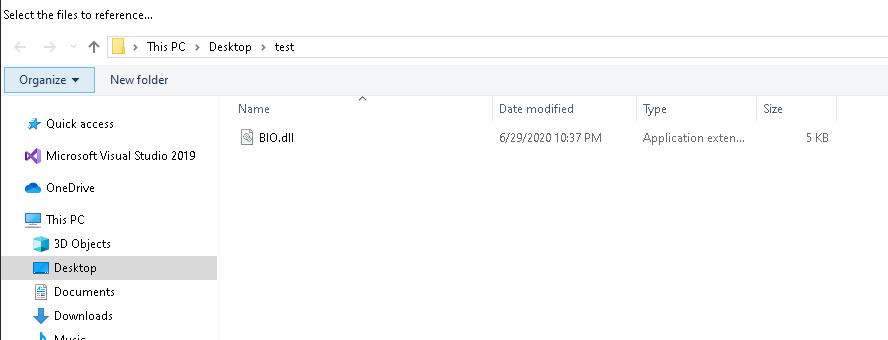 Select the files to reference...
This PC Desktop test
Organize New folder
Name Date modified Type Size
BIO.dll 6/29/2020 10:37 PM Application exten... 5 KB
Quick access
Microsoft Visual Studio 2019
OneDrive
This PC
3D Objects
Desktop
Documents
Downloads
Music